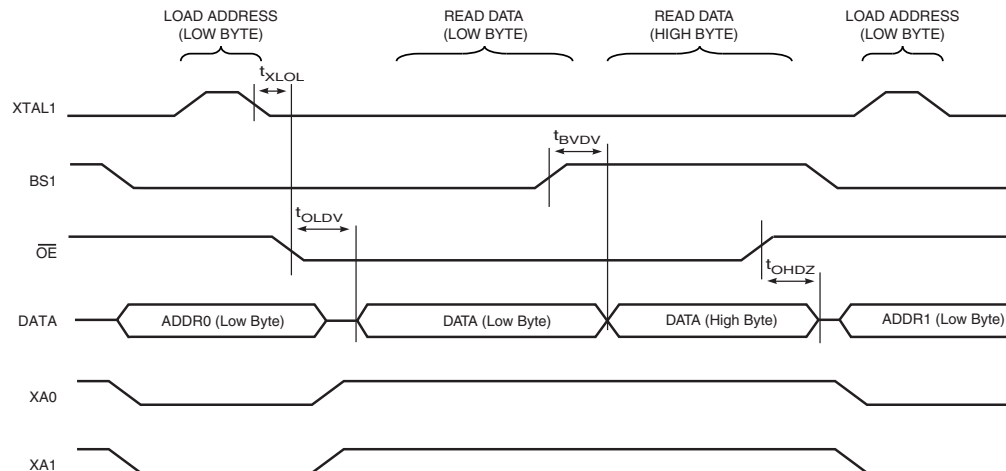 LOAD ADDRESS
(LOW BYTE)
READ DATA
(LOW BYTE)
READ DATA
(HIGH BYTE)
LOAD ADDRESS
(LOW BYTE)
tXLOL
XTAL1
tBVDV
BS1
tOLDV
OE
tOHDZ
DATA
ADDR0 (Low Byte)
DATA (Low Byte)
DATA (High Byte)
ADDR1 (Low Byte)
XA0
XA1